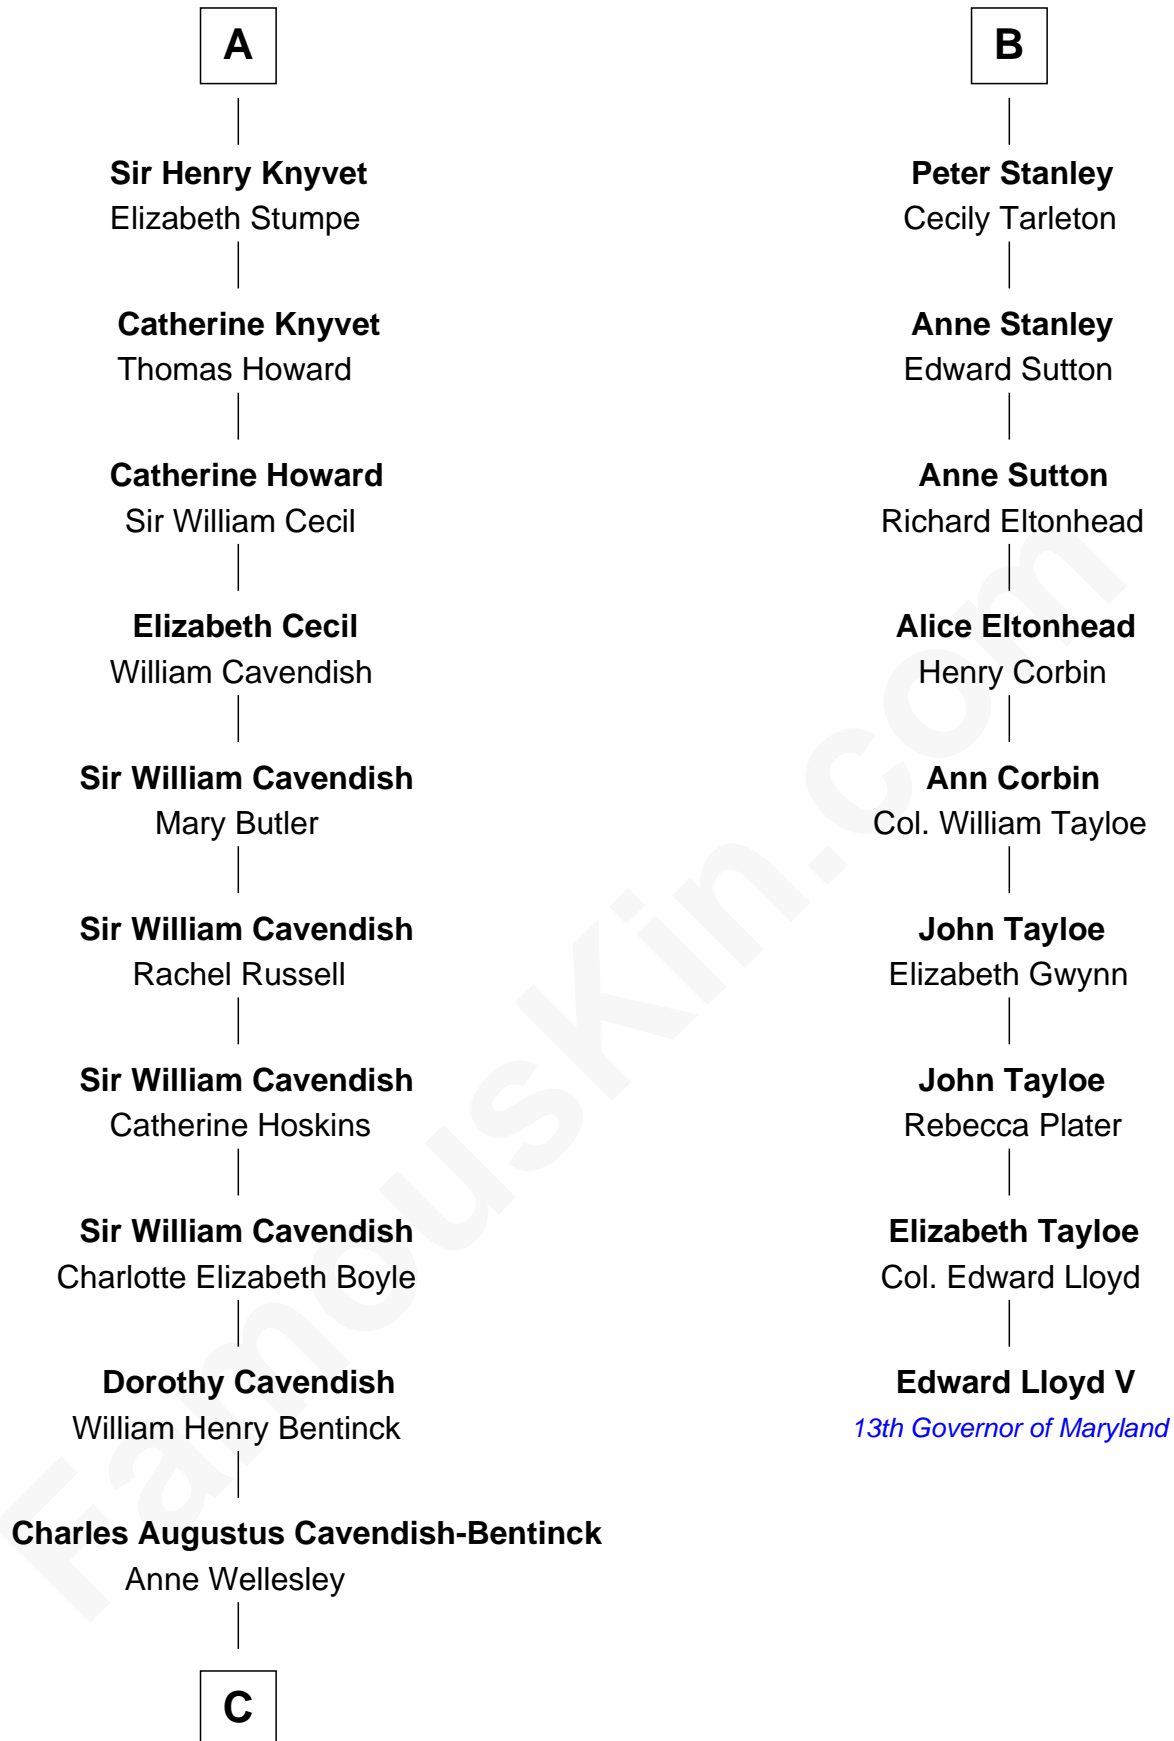 A
Sir Henry Knyvet
Elizabeth Stumpe
Catherine Knyvet
Thomas Howard
Catherine Howard
Sir William Cecil
Elizabeth Cecil
William Cavendish
Sir William Cavendish
Mary Butler
Sir William Cavendish
Rachel Russell
Sir William Cavendish
Catherine Hoskins
Sir William Cavendish
Charlotte Elizabeth Boyle
Dorothy Cavendish
William Henry Bentinck
Charles Augustus Cavendish-Bentinck
Anne Wellesley
C
B
Peter Stanley
Cecily Tarleton
Anne Stanley
Edward Sutton
Anne Sutton
Richard Eltonhead
Alice Eltonhead
Henry Corbin
Ann Corbin
Col. William Tayloe
John Tayloe
Elizabeth Gwynn
John Tayloe
Rebecca Plater
Elizabeth Tayloe
Col. Edward Lloyd
Edward Lloyd V
13th Governor of Maryland
FamousKin.com